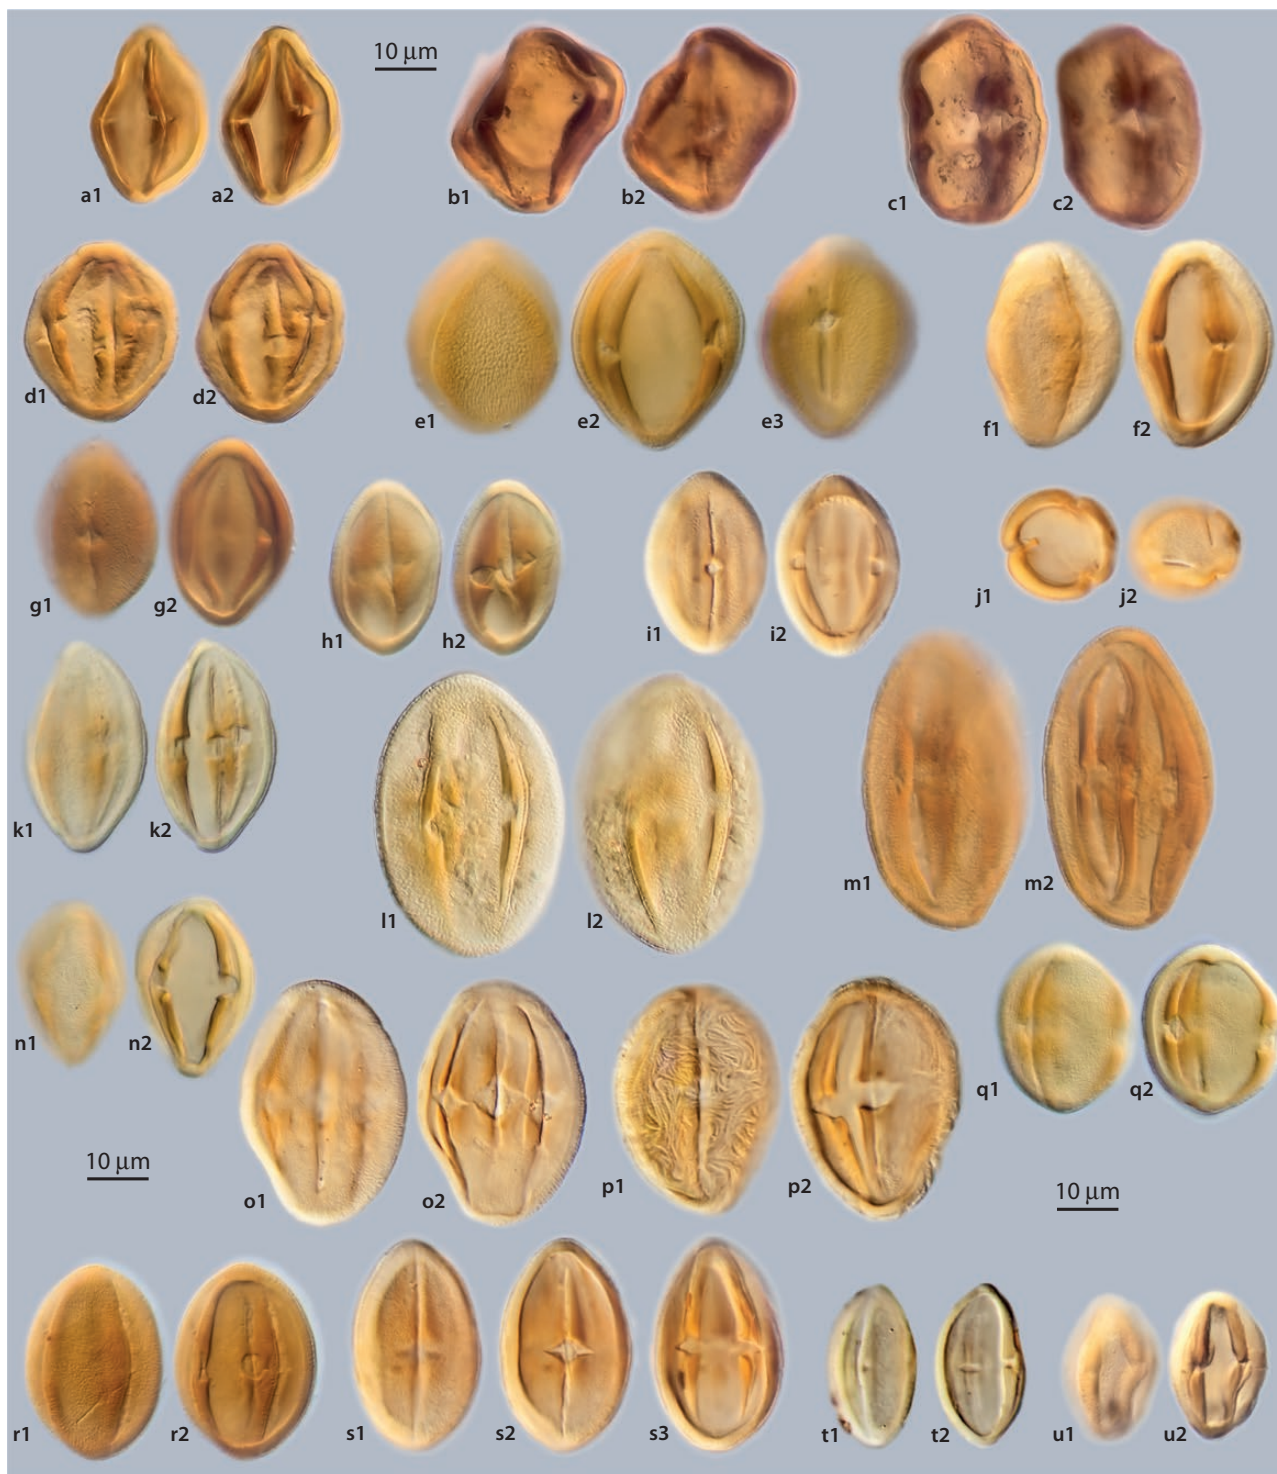 10 µm
a1 a2 b1 b2 c1 c2
d1 d2 e1 e2 e3 f1 f2
g1 g2 h1 h2 i1 i2 j1 j2
k1 k2 l1 l2 m1 m2
n1 n2 o1 o2 p1 p2 q1 q2
10 µm
10 µm
r1 r2 s1 s2 s3 t1 t2 u1 u2